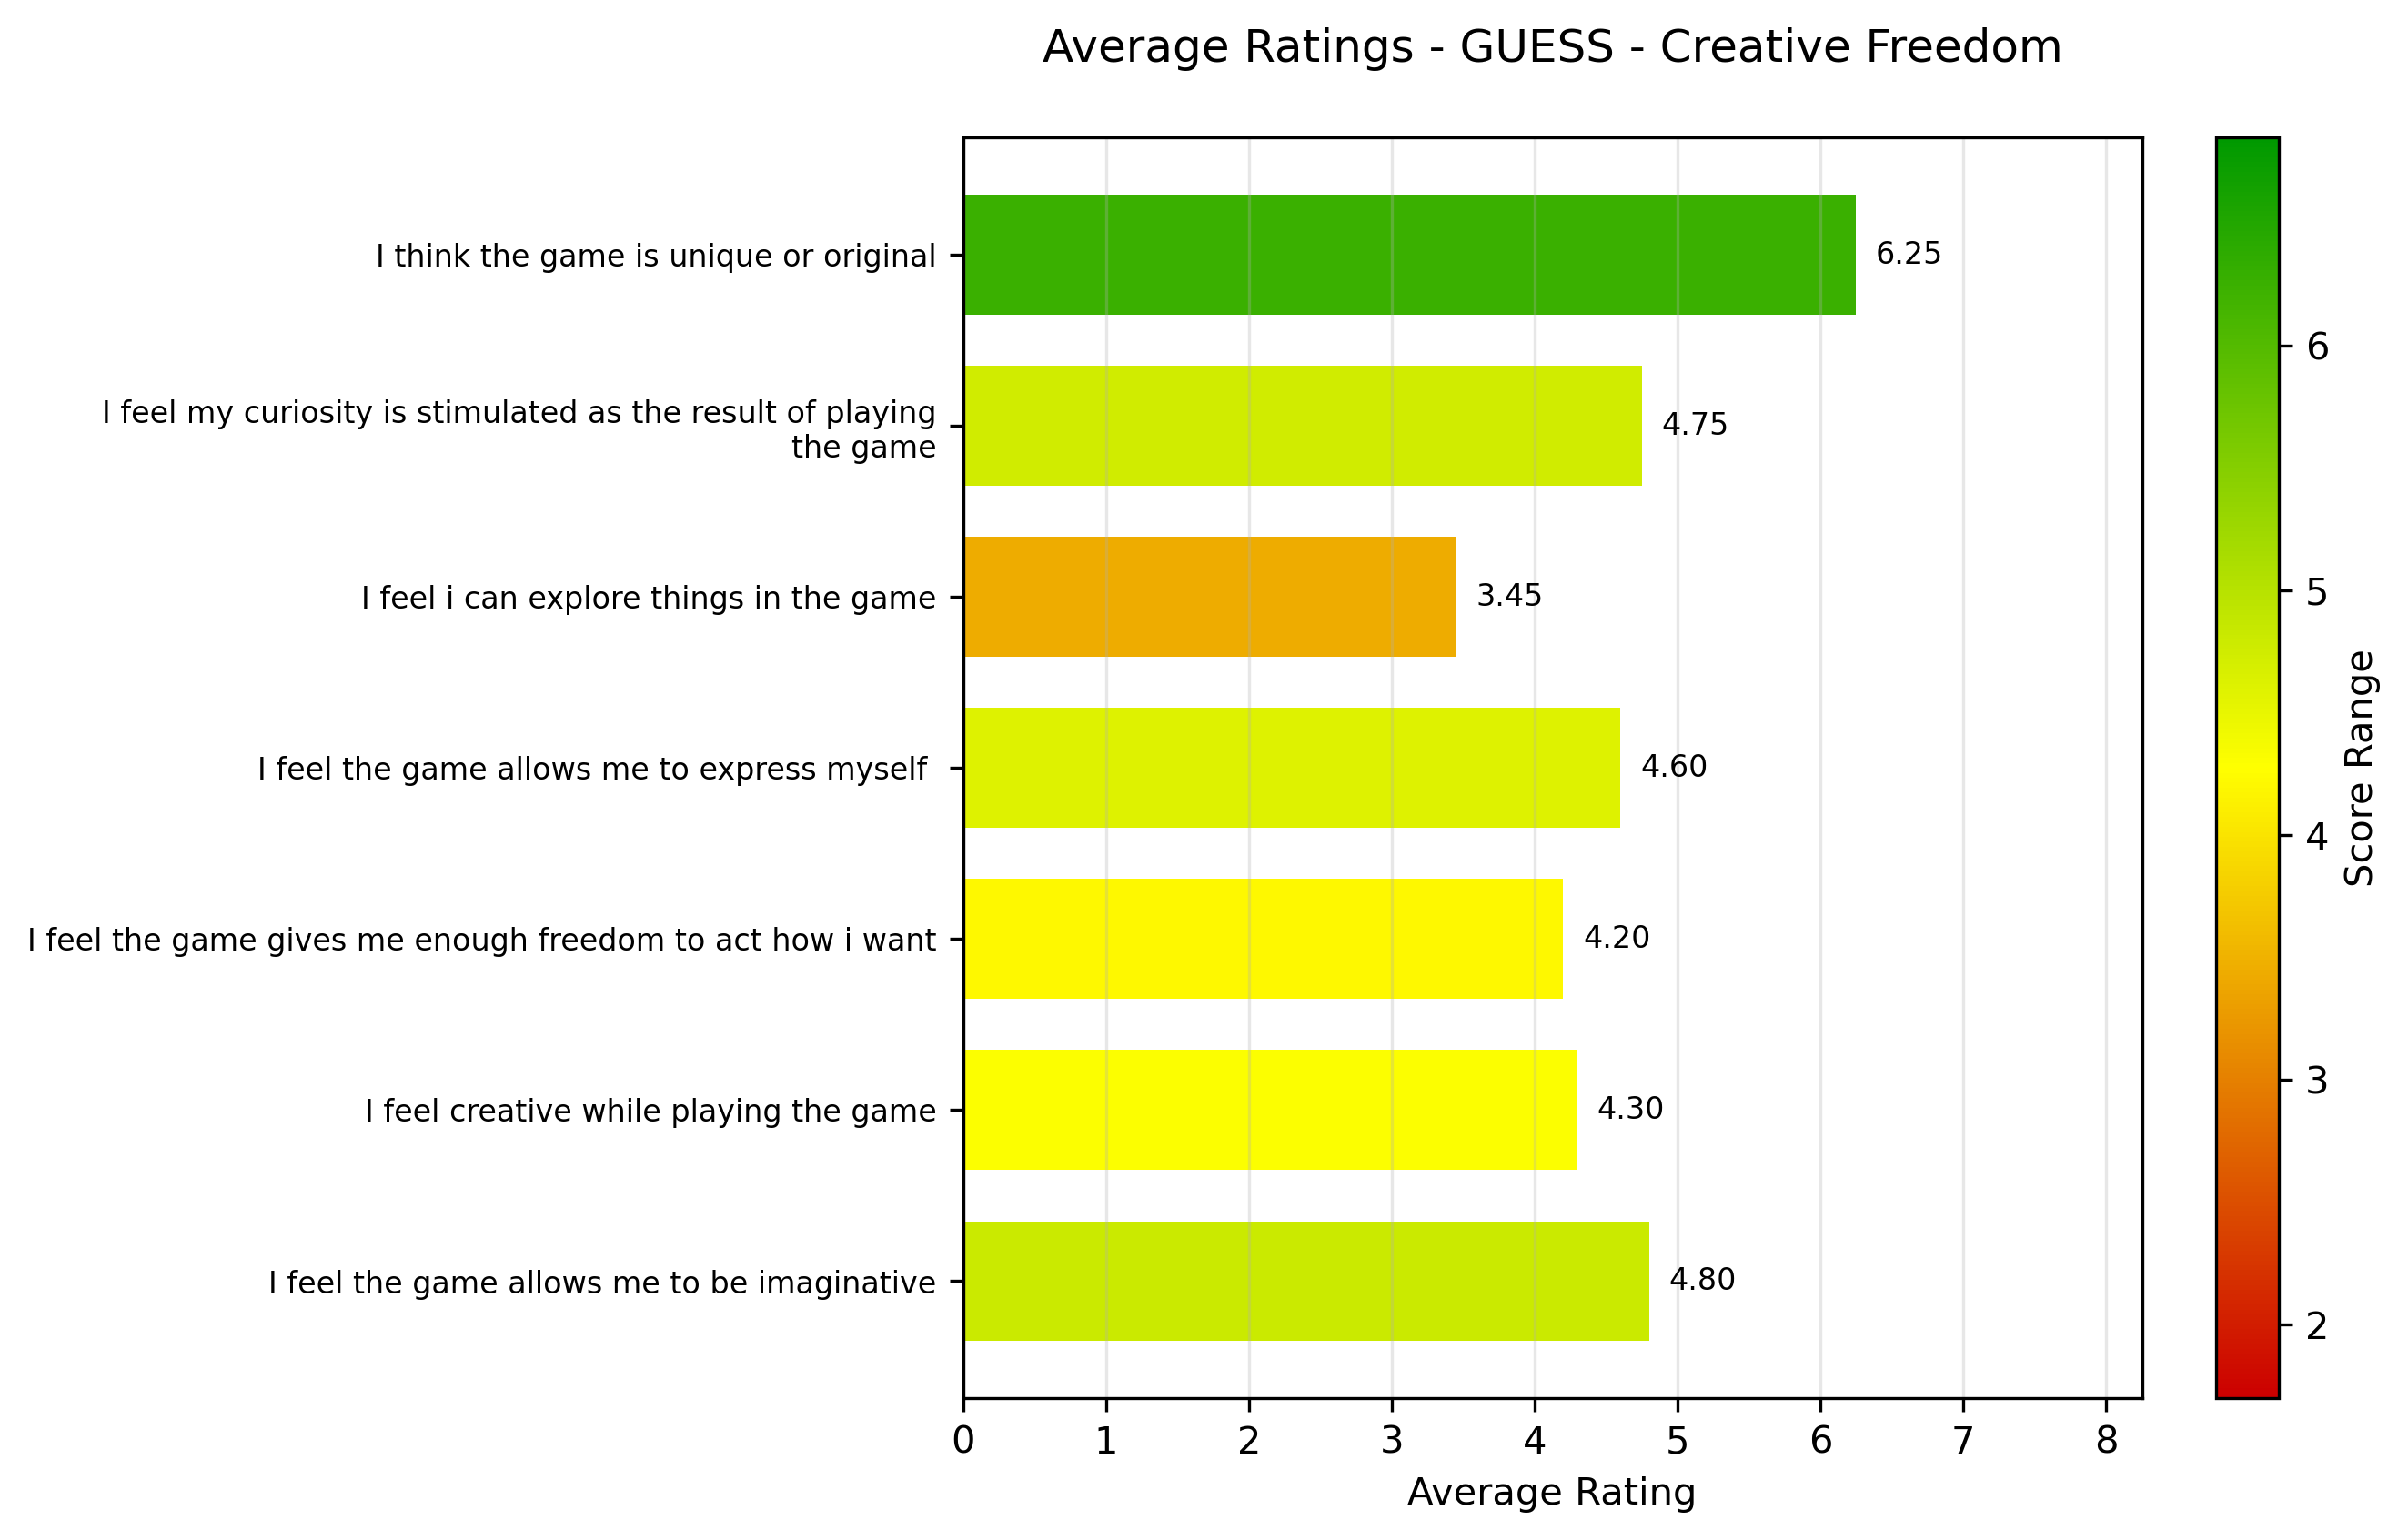 Average Ratings - GUESS - Creative Freedom
I think the game is unique or original
6.25
I feel my curiosity is stimulated as the result of playing
the game
4.75
I feel i can explore things in the game
3.45
I feel the game allows me to express myself
4.60
I feel the game gives me enough freedom to act how i want
4.20
I feel creative while playing the game
4.30
I feel the game allows me to be imaginative
4.80
0 1 2 3 4 5 6 7 8
Average Rating
6
5
4
3
2
Score Range